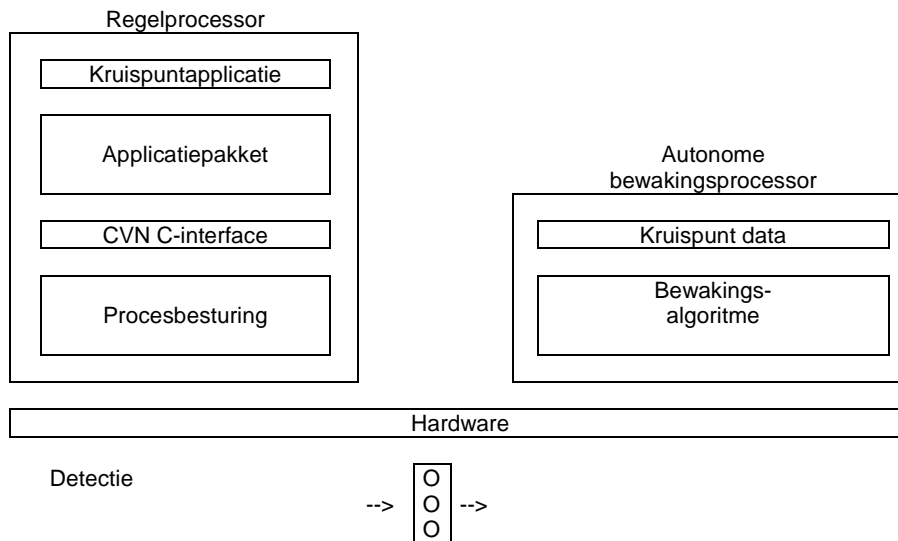 Regelprocessor
Kruispuntapplicatie
Applicatiepakket
CVN C-interface
Procesbesturing
Autonome
bewakingsprocessor
Kruispunt data
Bewakings-
algoritme
Hardware
Detectie
O
--> O -->
O